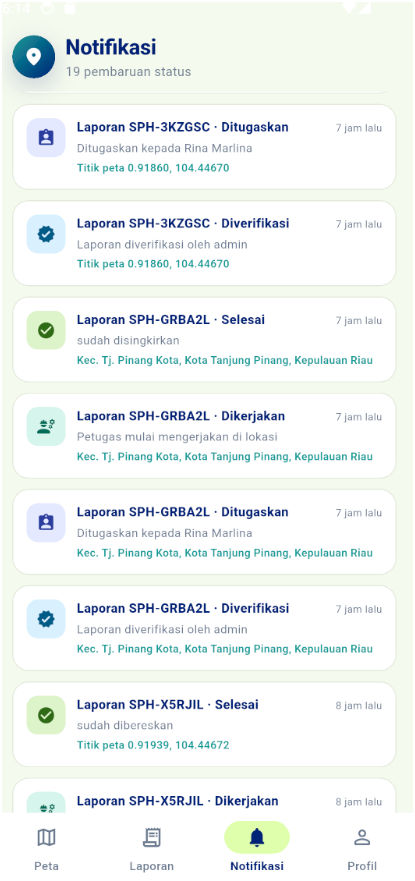 6:14
Notifikasi
19 pembaruan status
Laporan SPH-3KZGSC · Ditugaskan 7 jam lalu
Ditugaskan kepada Rina Marlina
Titik peta 0.91860, 104.44670
Laporan SPH-3KZGSC · Diverifikasi 7 jam lalu
Laporan diverifikasi oleh admin
Titik peta 0.91860, 104.44670
Laporan SPH-GRBA2L · Selesai 7 jam lalu
sudah disingkirkan
Kec. Tj. Pinang Kota, Kota Tanjung Pinang, Kepulauan Riau
Laporan SPH-GRBA2L · Dikerjakan 7 jam lalu
Petugas mulai mengerjakan di lokasi
Kec. Tj. Pinang Kota, Kota Tanjung Pinang, Kepulauan Riau
Laporan SPH-GRBA2L · Ditugaskan 7 jam lalu
Ditugaskan kepada Rina Marlina
Kec. Tj. Pinang Kota, Kota Tanjung Pinang, Kepulauan Riau
Laporan SPH-GRBA2L · Diverifikasi 7 jam lalu
Laporan diverifikasi oleh admin
Kec. Tj. Pinang Kota, Kota Tanjung Pinang, Kepulauan Riau
Laporan SPH-X5RJIL · Selesai 8 jam lalu
sudah dibereskan
Titik peta 0.91939, 104.44672
Laporan SPH-X5RJIL · Dikerjakan 8 jam lalu
Peta Laporan Notifikasi Profil